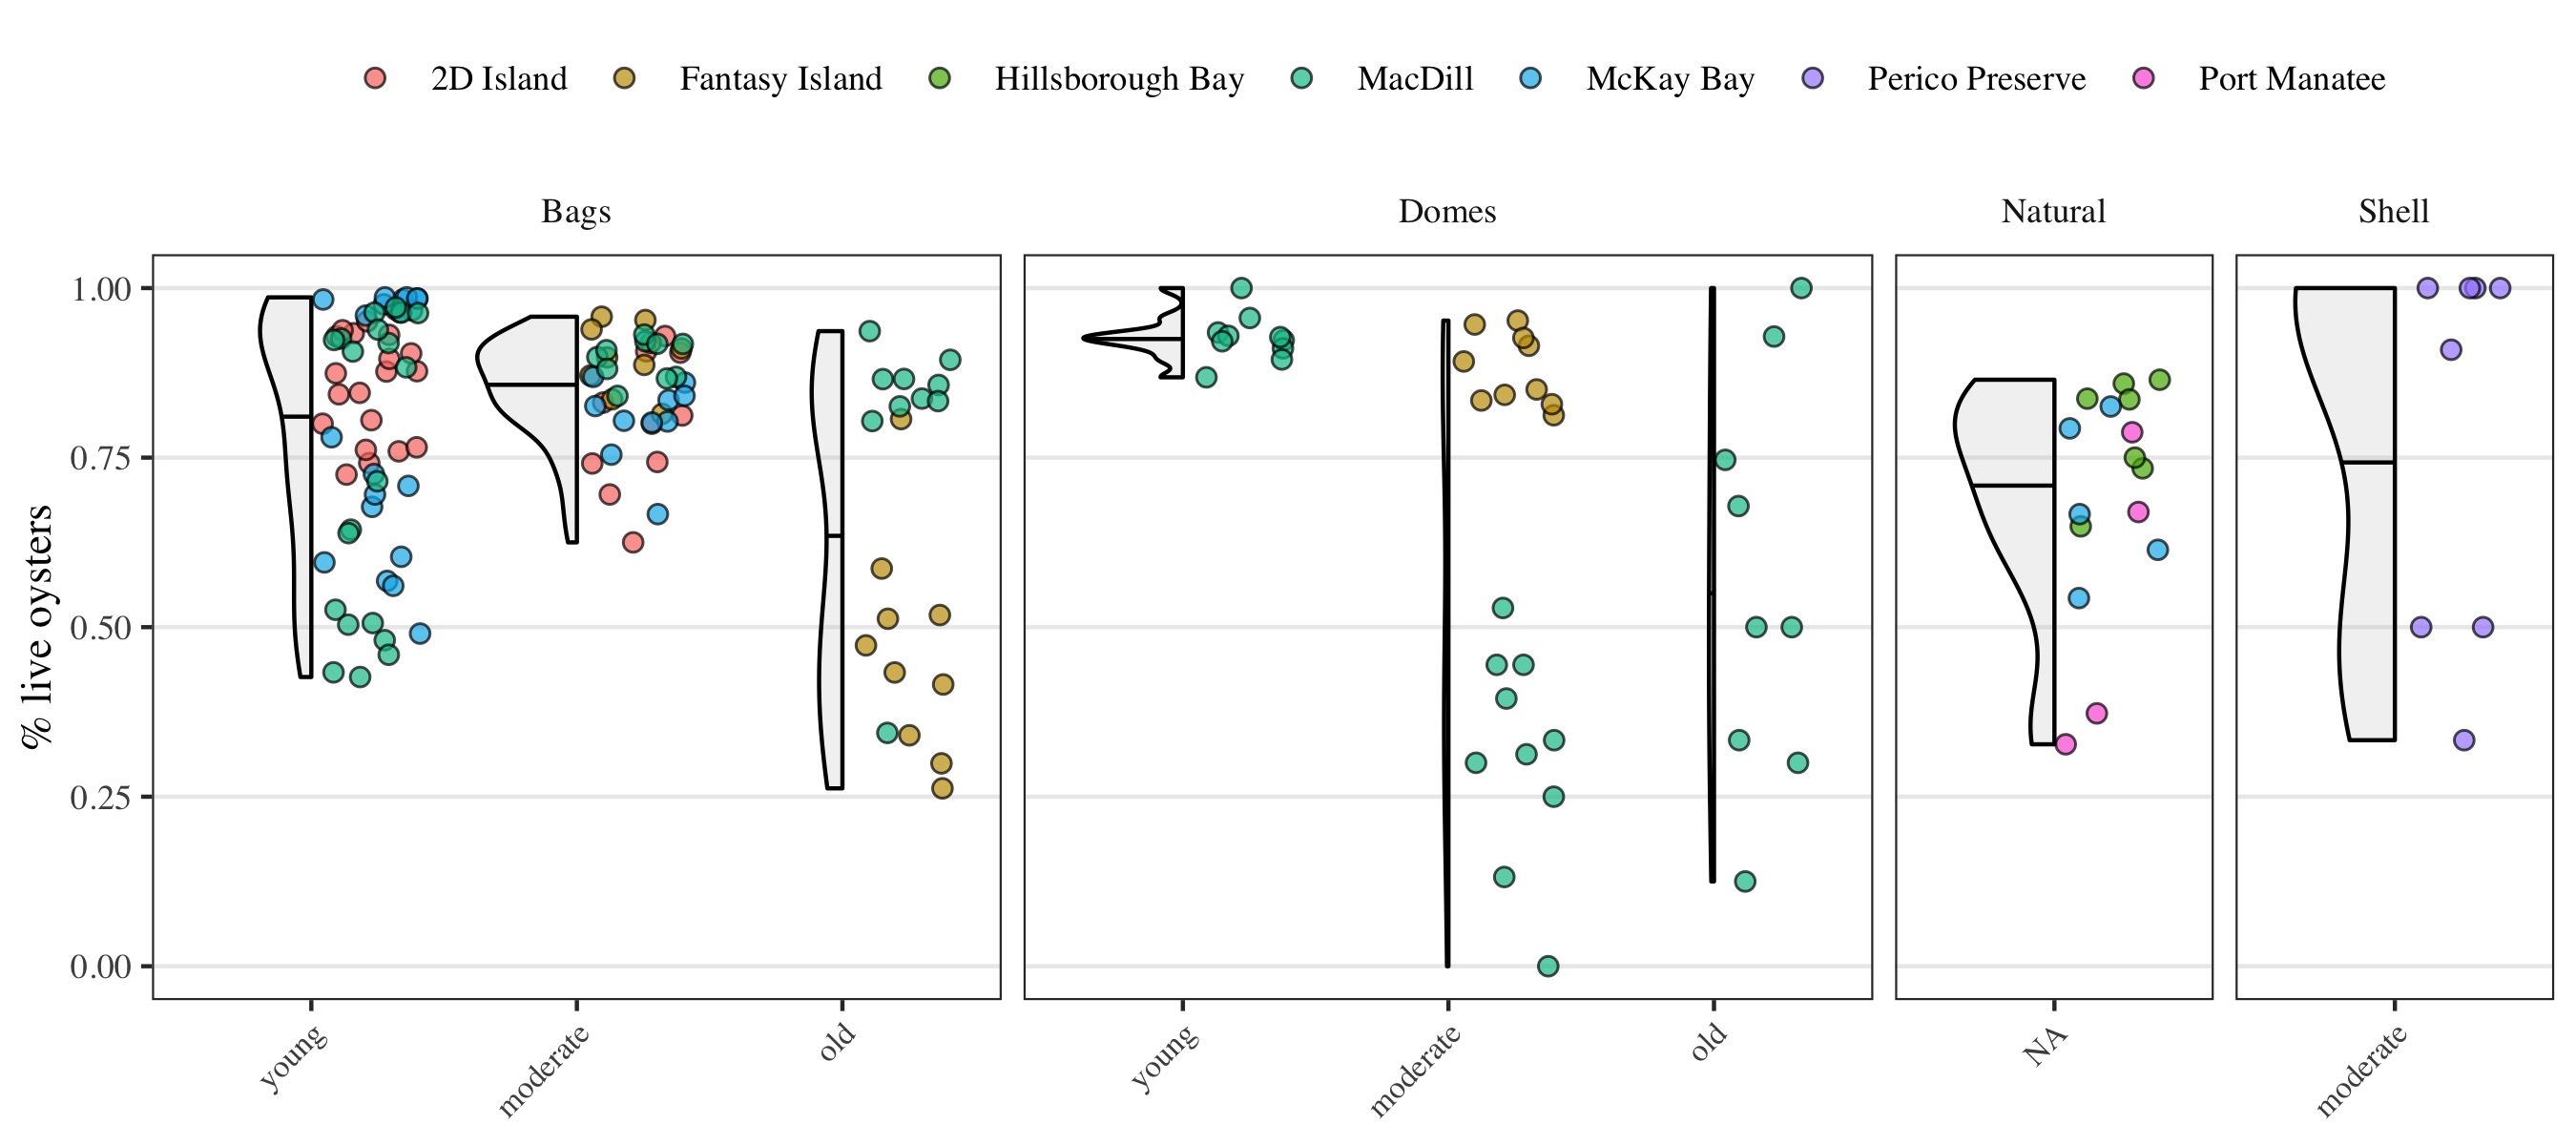 2D Island Fantasy Island Hillsborough Bay MacDill McKay Bay Perico Preserve Port Manatee
Bags Domes Natural Shell
% live oysters
1.00
0.75
0.50
0.25
0.00
young moderate old young moderate old NA moderate